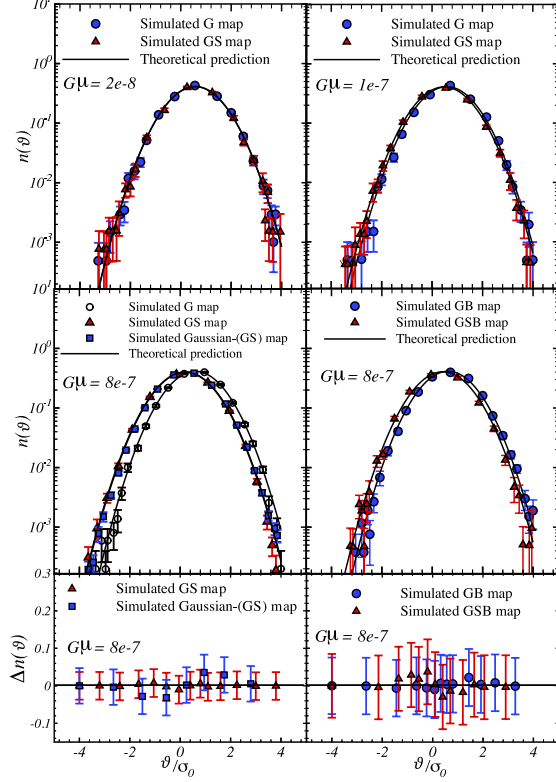 10¹
Simulated G map
Simulated GS map
Theoretical prediction
Gμ = 2e-8
10⁰
10⁻¹
10⁻²
10⁻³
10¹
n(ϑ)
Simulated G map
Simulated GS map
Theoretical prediction
Gμ = 1e-7
Simulated G map
Simulated GS map
Simulated Gaussian-(GS) map
Theoretical prediction
Gμ = 8e-7
10⁰
10⁻¹
10⁻²
10⁻³
0.3
n(ϑ)
Simulated GB map
Simulated GSB map
Theoretical prediction
Gμ = 8e-7
Simulated GS map
Simulated Gaussian-(GS) map
Gμ = 8e-7
0.2
0.1
0
-0.1
Δn(ϑ)
Simulated GB map
Simulated GSB map
Gμ = 8e-7
-4 -2 0 2 4 -4 -2 0 2 4
ϑ/σ₀ ϑ/σ₀